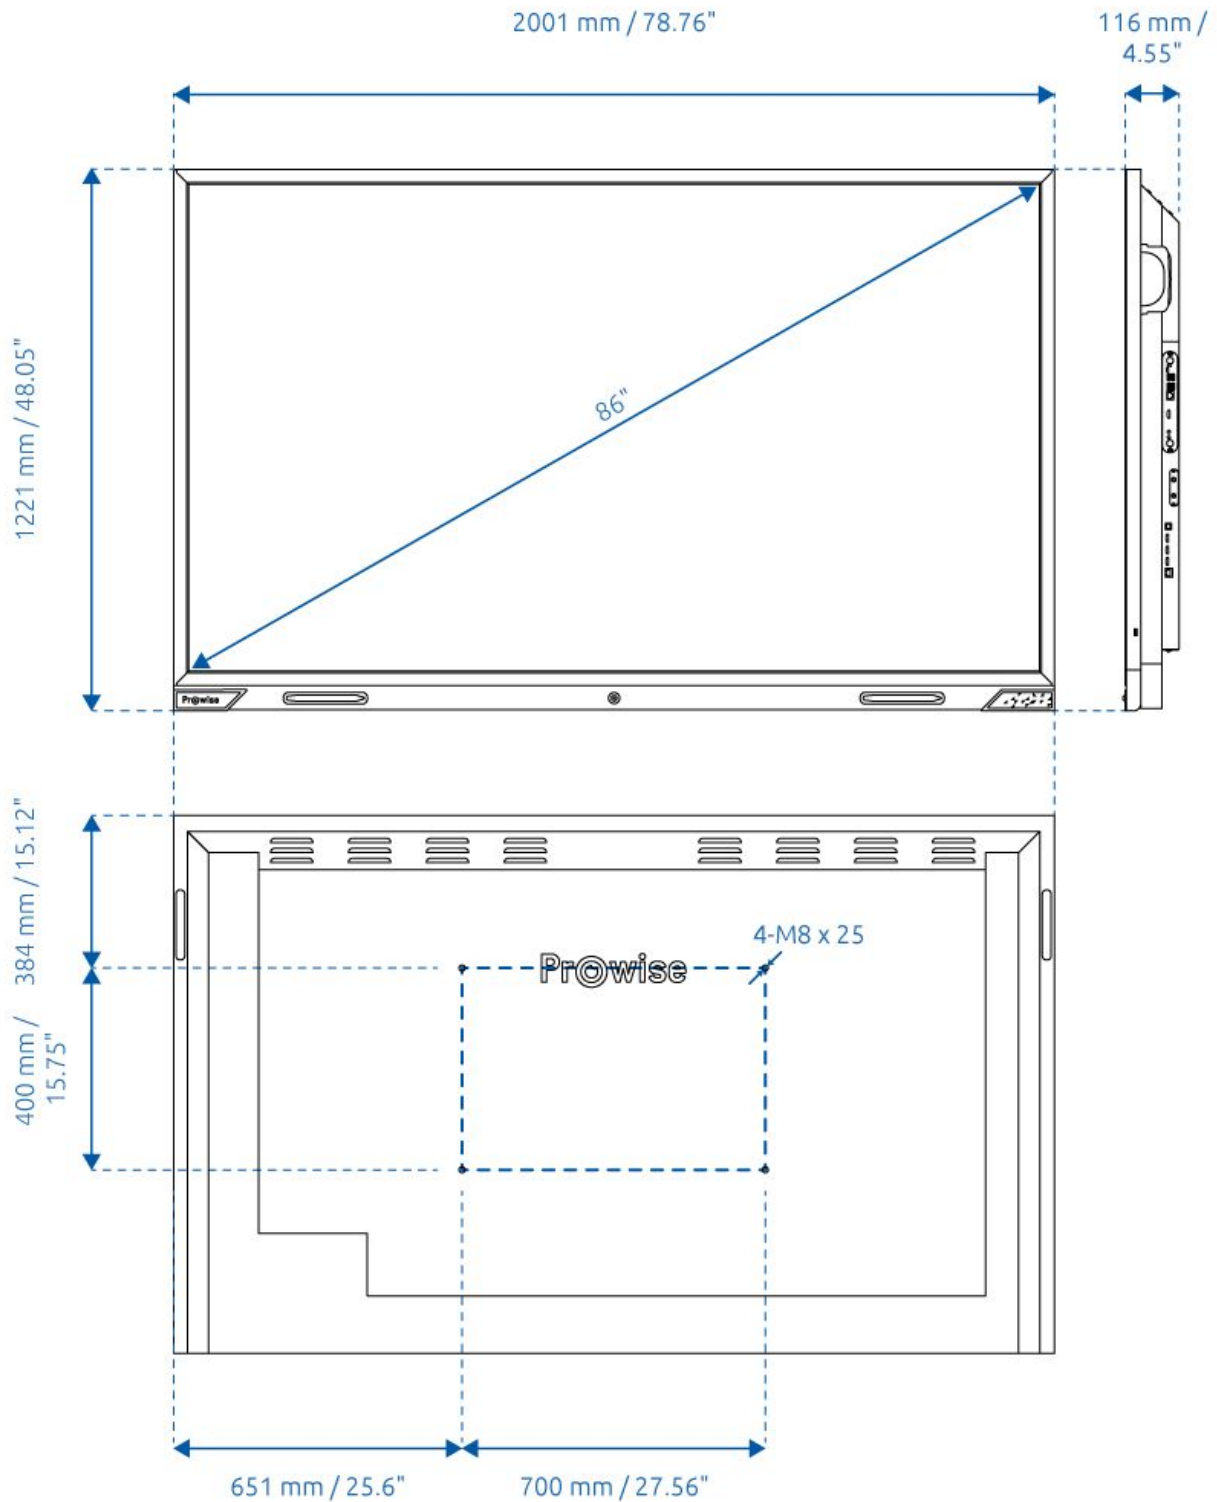 2001 mm / 78.76"
116 mm /
4.55"
1221 mm / 48.05"
86"
Prowise
384 mm / 15.12"
4-M8 x 25
Prowise
400 mm /
15.75"
651 mm / 25.6"
700 mm / 27.56"